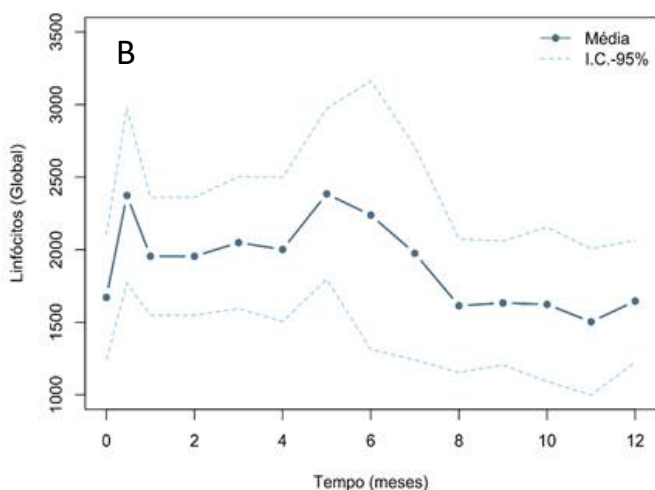 B
Média
I.C.-95%
Linfócitos (Global)
3500
3000
2500
2000
1500
1000
0 2 4 6 8 10 12
Tempo (meses)